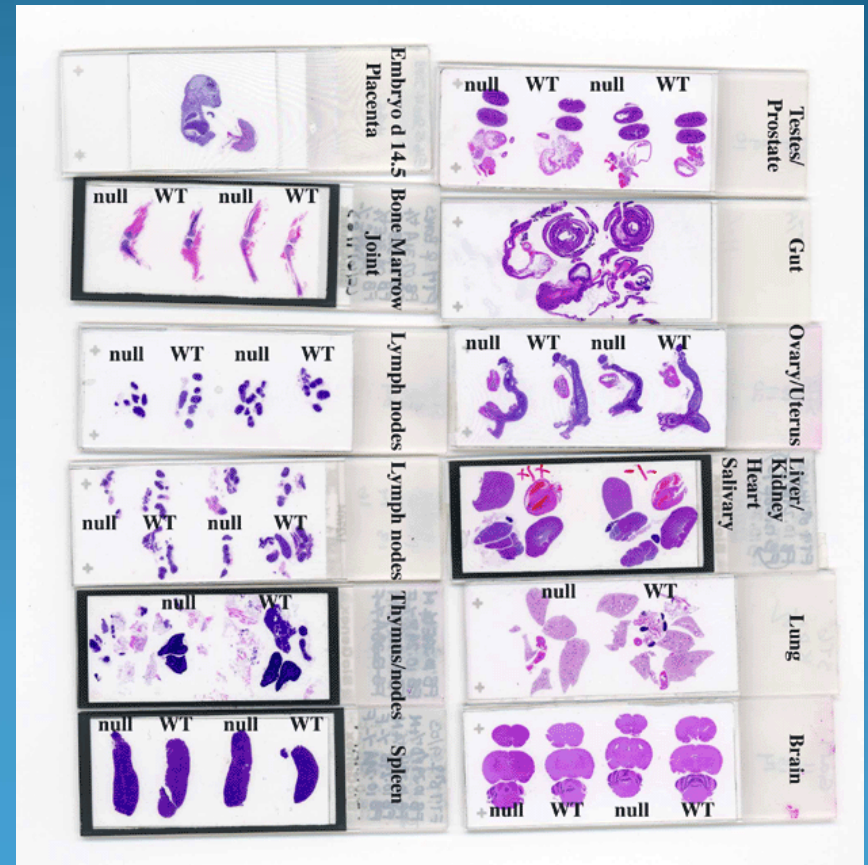 Embryo d 14.5
Placenta
null WT null WT
Bone Marrow
Joint
null WT null WT
Lymph nodes
Lymph nodes
null WT null WT
null WT
Thymus/nodes
null WT null WT
Spleen
null WT null WT
Testes/
Prostate
Gut
null WT null WT
Ovary/Uterus
+/+ -/-
Liver/
Kidney
Heart
Salivary
null WT
Lung
Brain
null WT null WT